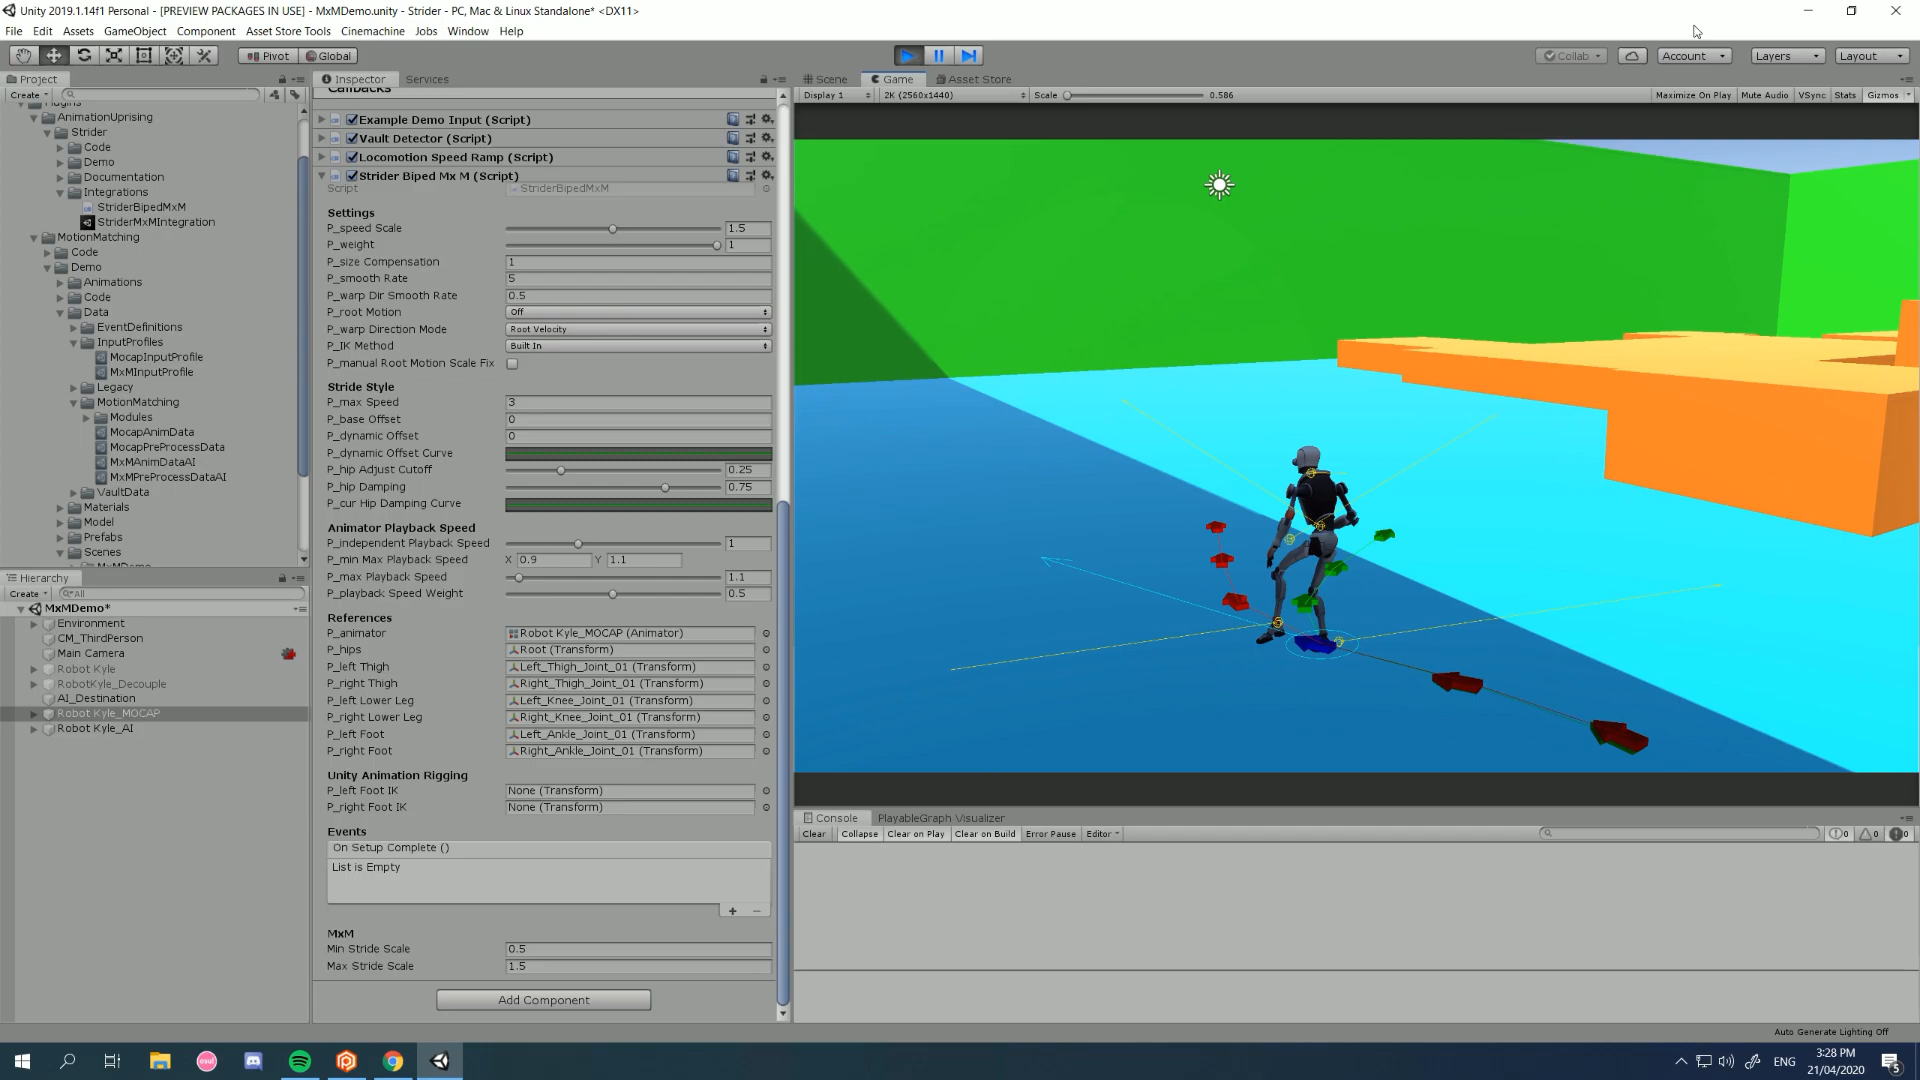 Unity 2019.1.14f1 Personal - [PREVIEW PACKAGES IN USE] - MxMDemo.unity - Strider - PC, Mac & Linux Standalone* <DX11>
File Edit Assets GameObject Component Asset Store Tools Cinemachine Jobs Window Help
Pivot Global Collab Account Layers Layout
Project Inspector Services Scene Game Asset Store
Create Display 1 2K (2560x1440) Scale 0.586 Maximize On Play Mute Audio VSync Stats Gizmos
Callbacks
Plugins
AnimationUprising
Strider
Code
Demo
Documentation
Integrations
StriderBipedMxM
StriderMxMIntegration
MotionMatching
Code
Demo
Animations
Code
Data
EventDefinitions
InputProfiles
MocapInputProfile
MxMInputProfile
Legacy
MotionMatching
Modules
MocapAnimData
MocapPreProcessData
MxMAnimDataAI
MxMPreProcessDataAI
VaultData
Materials
Model
Prefabs
Scenes
MxMDemo
Hierarchy
Create All
MxMDemo*
Environment
CM_ThirdPerson
Main Camera
Robot Kyle
RobotKyle_Decouple
AI_Destination
Robot Kyle_MOCAP
Robot Kyle_AI
Example Demo Input (Script)
Vault Detector (Script)
Locomotion Speed Ramp (Script)
Strider Biped Mx M (Script)
Script StriderBipedMxM
Settings
P_speed Scale 1.5
P_weight 1
P_size Compensation 1
P_smooth Rate 5
P_warp Dir Smooth Rate 0.5
P_root Motion Off
P_warp Direction Mode Root Velocity
P_IK Method Built In
P_manual Root Motion Scale Fix
Stride Style
P_max Speed 3
P_base Offset 0
P_dynamic Offset 0
P_dynamic Offset Curve
P_hip Adjust Cutoff 0.25
P_hip Damping 0.75
P_cur Hip Damping Curve
Animator Playback Speed
P_independent Playback Speed 1
P_min Max Playback Speed X 0.9 Y 1.1
P_max Playback Speed 1.1
P_playback Speed Weight 0.5
References
P_animator Robot Kyle_MOCAP (Animator)
P_hips Root (Transform)
P_left Thigh Left_Thigh_Joint_01 (Transform)
P_right Thigh Right_Thigh_Joint_01 (Transform)
P_left Lower Leg Left_Knee_Joint_01 (Transform)
P_right Lower Leg Right_Knee_Joint_01 (Transform)
P_left Foot Left_Ankle_Joint_01 (Transform)
P_right Foot Right_Ankle_Joint_01 (Transform)
Unity Animation Rigging
P_left Foot IK None (Transform)
P_right Foot IK None (Transform)
Events
On Setup Complete ()
List is Empty
MxM
Min Stride Scale 0.5
Max Stride Scale 1.5
Add Component
Console PlayableGraph Visualizer
Clear Collapse Clear on Play Clear on Build Error Pause Editor 0 0 0
Auto Generate Lighting Off
osu!
ENG 3:28 PM
21/04/2020
5